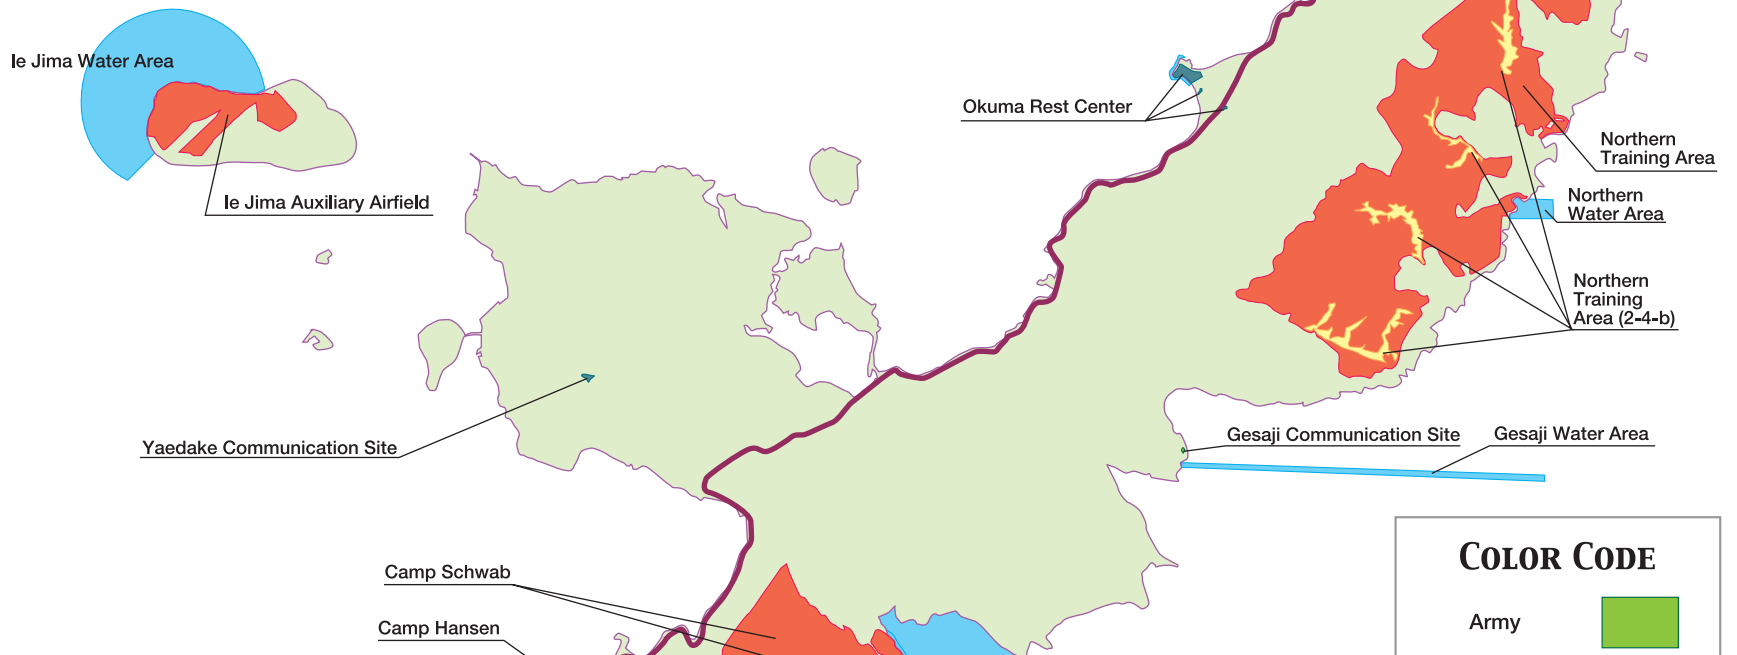 Ie Jima Water Area
Okuma Rest Center
Northern
Training Area
Northern
Water Area
Ie Jima Auxiliary Airfield
Northern
Training
Area (2-4-b)
Yaedake Communication Site
Gesaji Communication Site
Gesaji Water Area
COLOR CODE
Camp Schwab
Army
Camp Hansen